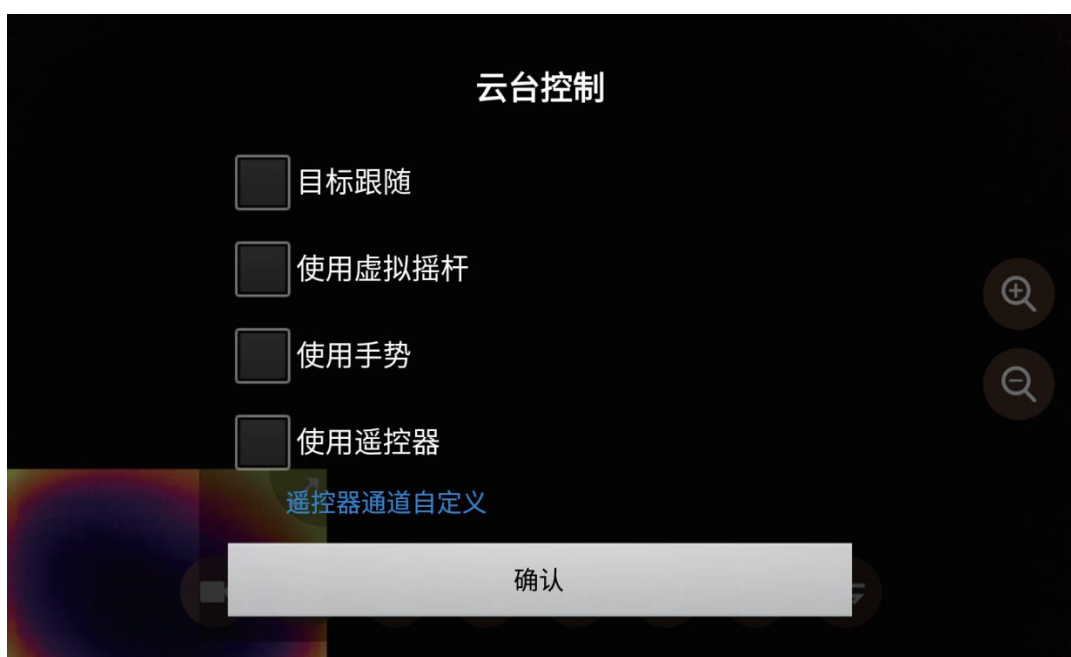 云台控制
目标跟随
使用虚拟摇杆
使用手势
使用遥控器
遥控器通道自定义
确认